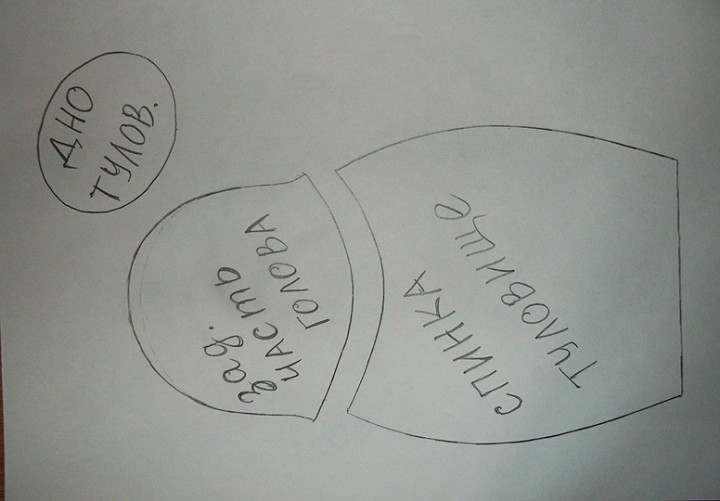 ДНО
ТУЛОВ.
зад.
часть
ГОЛОВА
СПИНКА
ТУЛОВИЩЕ